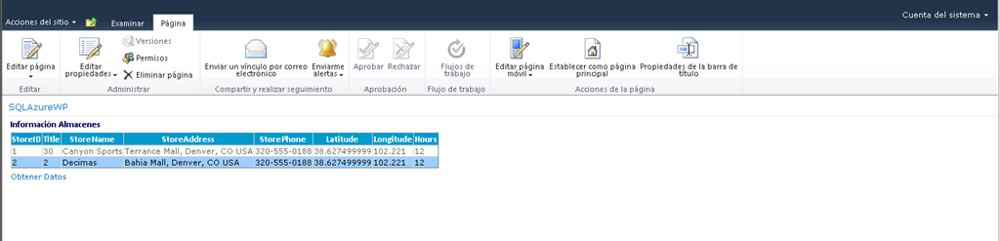 Acciones del sitio Examinar Página Cuenta del sistema
Editar página
Editar propiedades
Versiones
Permisos
Eliminar página
Enviar un vínculo por correo electrónico
Enviarme alertas
Aprobar
Rechazar
Flujos de trabajo
Editar página móvil
Establecer como página principal
Propiedades de la barra de título
Editar Administrar Compartir y realizar seguimiento Aprobación Flujo de trabajo Acciones de la página
SQLAzureWP
Información Almacenes
StoreID Title StoreName StoreAddress StorePhone Latitude Longitude Hours
1 30 Canyon Sports Terrance Mall, Denver, CO USA 320-555-0188 38.627499999 102.221 12
2 2 Decimas Bahia Mall, Denver, CO USA 320-555-0188 38.627499999 102.221 12
Obtener Datos